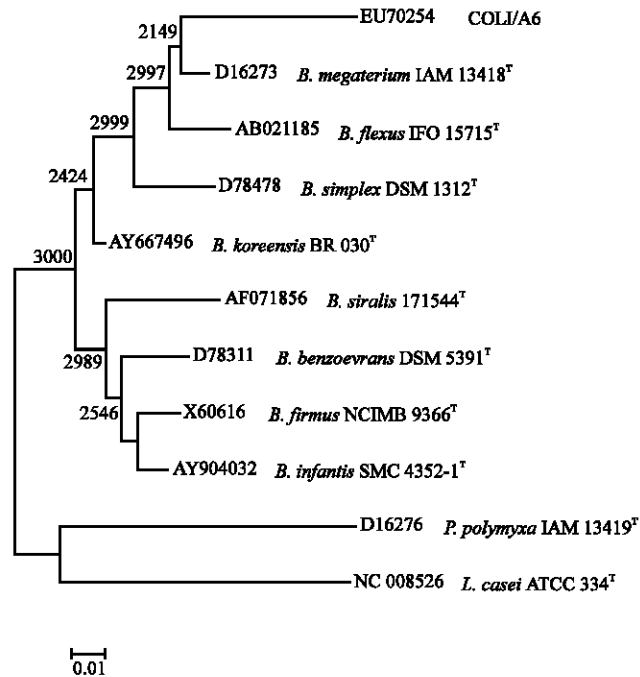 EU70254 COLI/A6
2149
D16273 B. megaterium IAM 13418ᵀ
2997
AB021185 B. flexus IFO 15715ᵀ
2999
D78478 B. simplex DSM 1312ᵀ
2424
AY667496 B. koreensis BR 030ᵀ
3000
AF071856 B. siralis 171544ᵀ
2989
D78311 B. benzoevrans DSM 5391ᵀ
2546
X60616 B. firmus NCIMB 9366ᵀ
AY904032 B. infantis SMC 4352-1ᵀ
D16276 P. polymyxa IAM 13419ᵀ
NC 008526 L. casei ATCC 334ᵀ
0.01